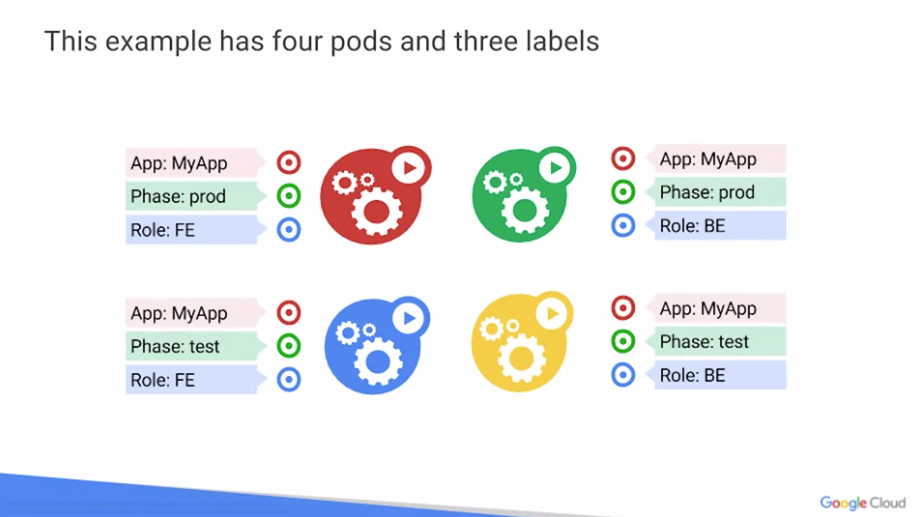 This example has four pods and three labels
App: MyApp
Phase: prod
Role: FE
App: MyApp
Phase: prod
Role: BE
App: MyApp
Phase: test
Role: FE
App: MyApp
Phase: test
Role: BE
Google Cloud